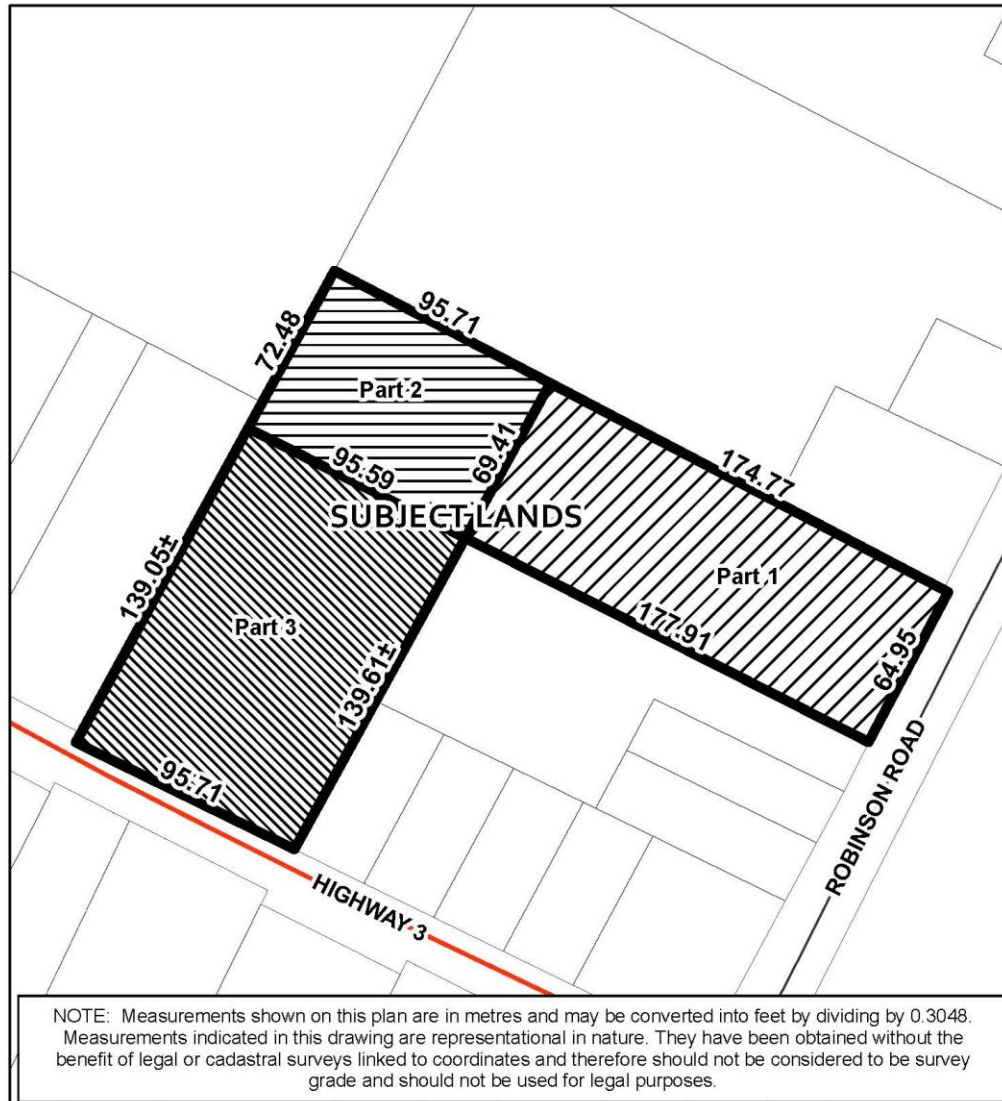 95.71
72.48
Part 2
69.41
95.59
174.77
SUBJECT LANDS
Part 1
139.05±
Part 3
177.91
139.61±
64.95
95.71
ROBINSON ROAD
HIGHWAY 3
NOTE: Measurements shown on this plan are in metres and may be converted into feet by dividing by 0.3048.
Measurements indicated in this drawing are representational in nature. They have been obtained without the
benefit of legal or cadastral surveys linked to coordinates and therefore should not be considered to be survey
grade and should not be used for legal purposes.